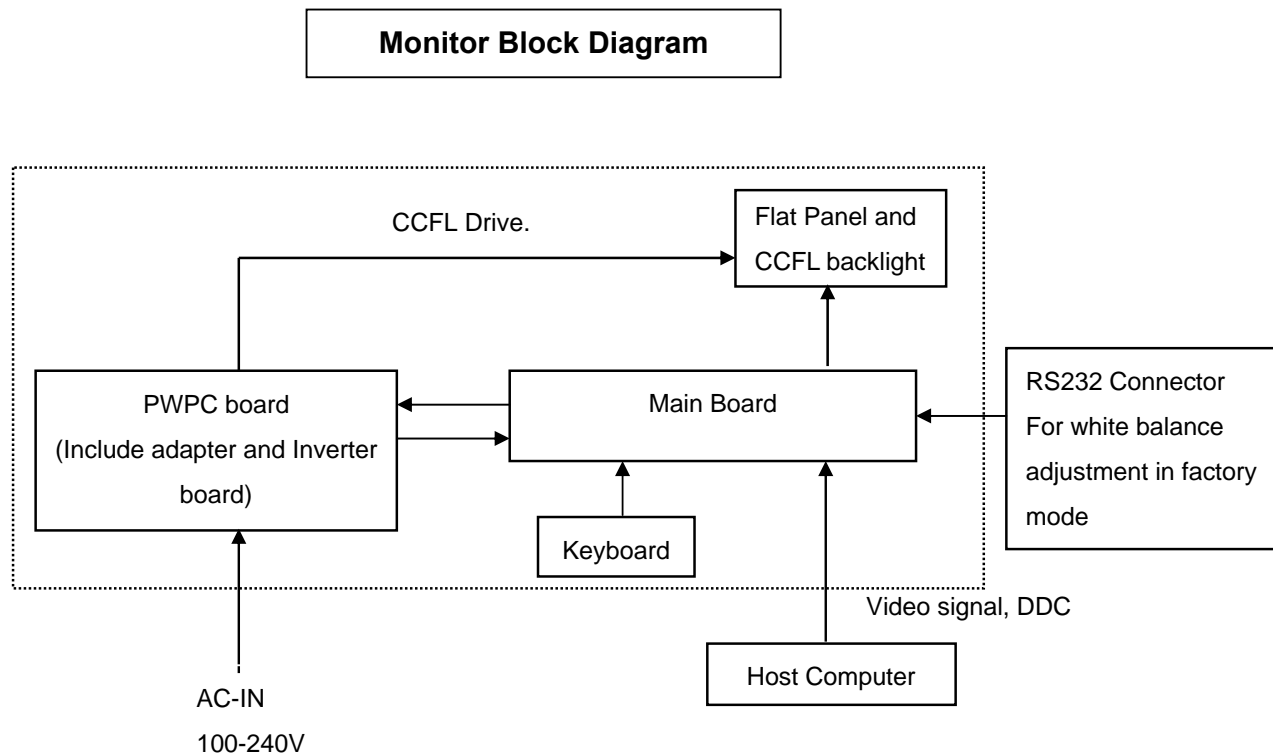 Monitor Block Diagram
CCFL Drive.
Flat Panel and
CCFL backlight
PWPC board
(Include adapter and Inverter
board)
Main Board
RS232 Connector
For white balance
adjustment in factory
mode
Keyboard
Video signal, DDC
Host Computer
AC-IN
100-240V